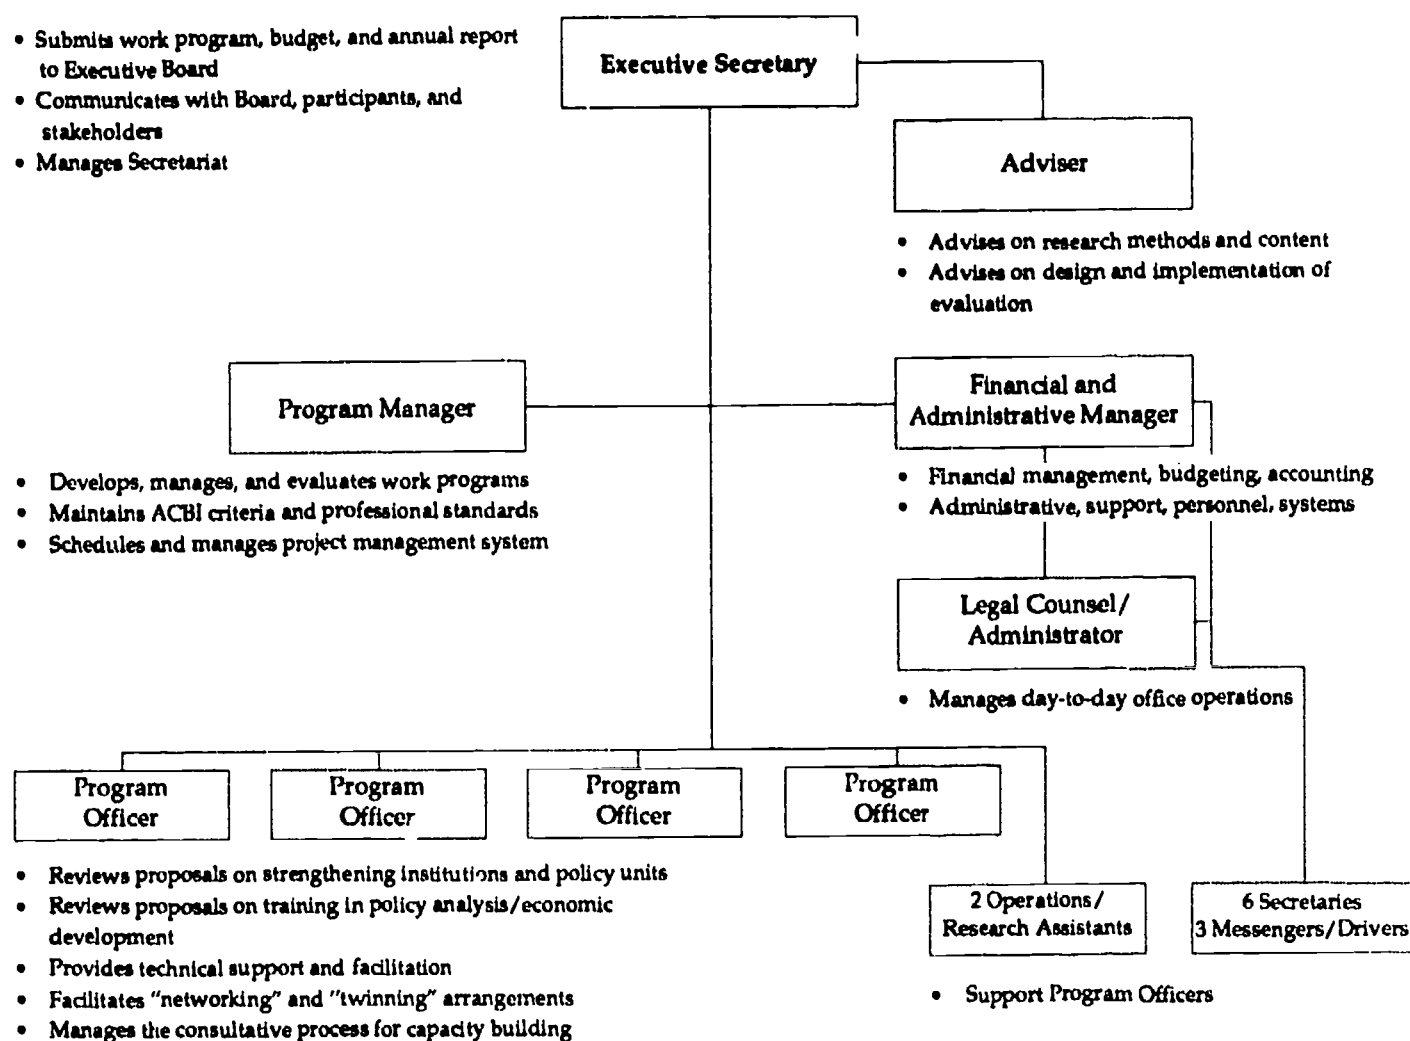 • Submits work program, budget, and annual report
to Executive Board
• Communicates with Board, participants, and
stakeholders
• Manages Secretariat
Executive Secretary
Adviser
• Advises on research methods and content
• Advises on design and implementation of
evaluation
Program Manager
• Develops, manages, and evaluates work programs
• Maintains ACBI criteria and professional standards
• Schedules and manages project management system
Financial and
Administrative Manager
• Financial management, budgeting, accounting
• Administrative, support, personnel, systems
Legal Counsel/
Administrator
• Manages day-to-day office operations
Program
Officer
Program
Officer
Program
Officer
Program
Officer
• Reviews proposals on strengthening institutions and policy units
• Reviews proposals on training in policy analysis/economic
development
• Provides technical support and facilitation
• Facilitates "networking" and "twinning" arrangements
• Manages the consultative process for capacity building
2 Operations/
Research Assistants
• Support Program Officers
6 Secretaries
3 Messengers/Drivers